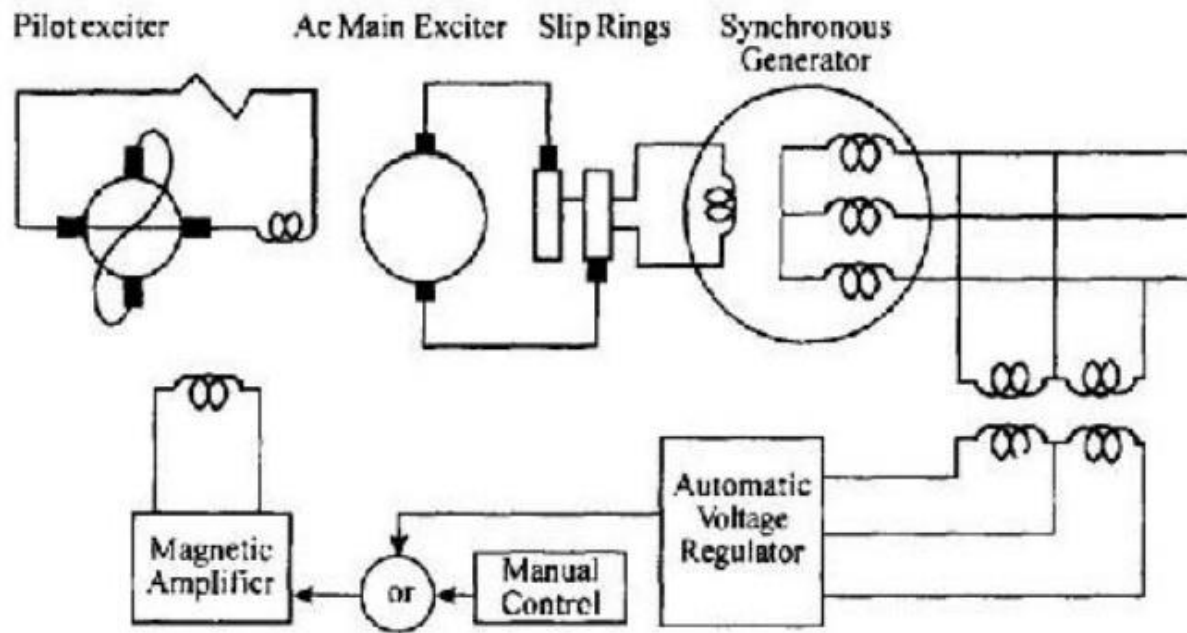 Pilot exciter
Ac Main Exciter
Slip Rings
Synchronous
Generator
Automatic
Voltage
Regulator
Magnetic
Amplifier
or
Manual
Control